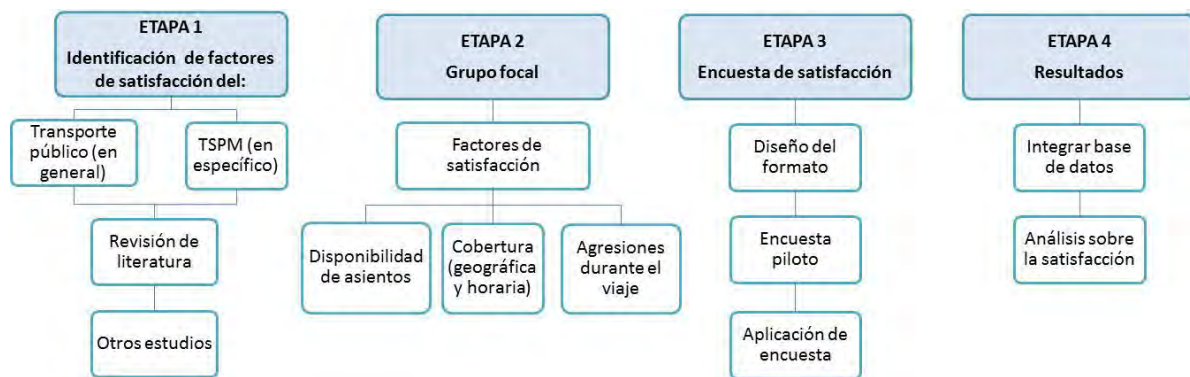 ETAPA 1
Identificación de factores
de satisfacción del:
Transporte
público (en
general)
TSPM (en
específico)
Revisión de
literatura
Otros estudios
ETAPA 2
Grupo focal
Factores de
satisfacción
Disponibilidad
de asientos
Cobertura
(geográfica
y horaria)
Agresiones
durante el
viaje
ETAPA 3
Encuesta de satisfacción
Diseño del
formato
Encuesta
piloto
Aplicación de
encuesta
ETAPA 4
Resultados
Integrar base
de datos
Análisis sobre
la satisfacción